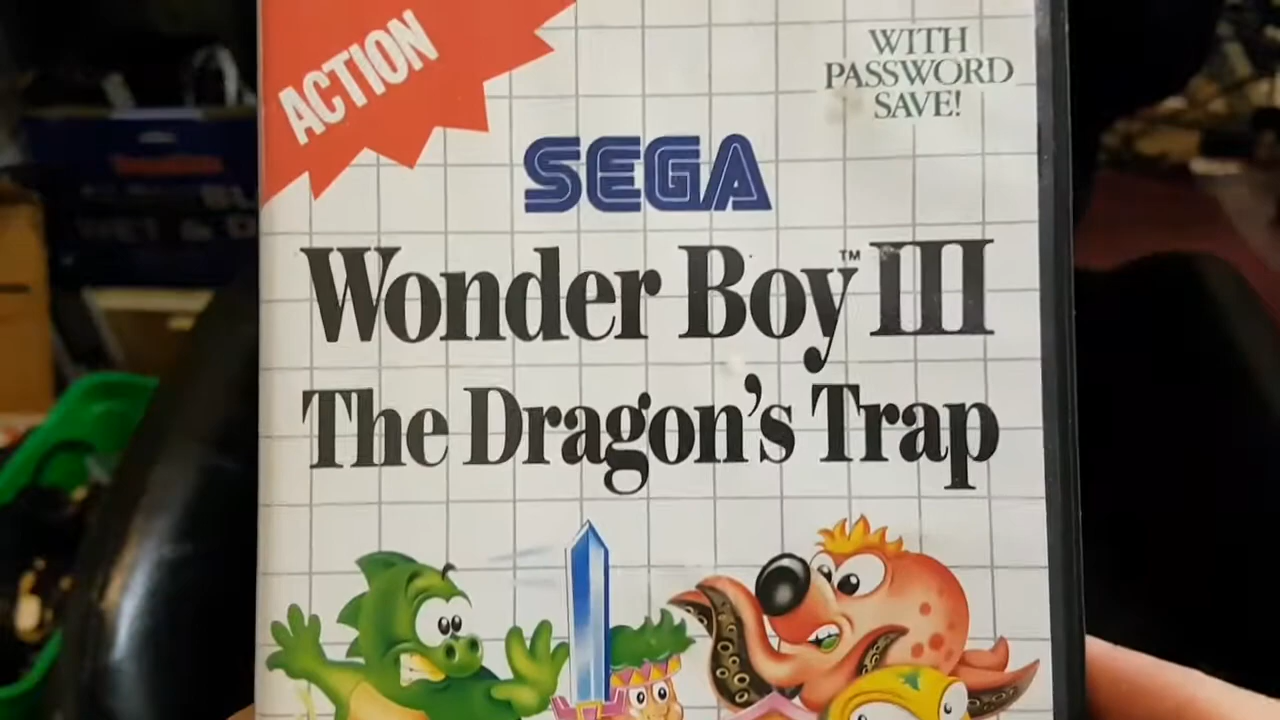 ACTION
WITH
PASSWORD
SAVE!
SEGA
Wonder Boy™ III
The Dragon's Trap